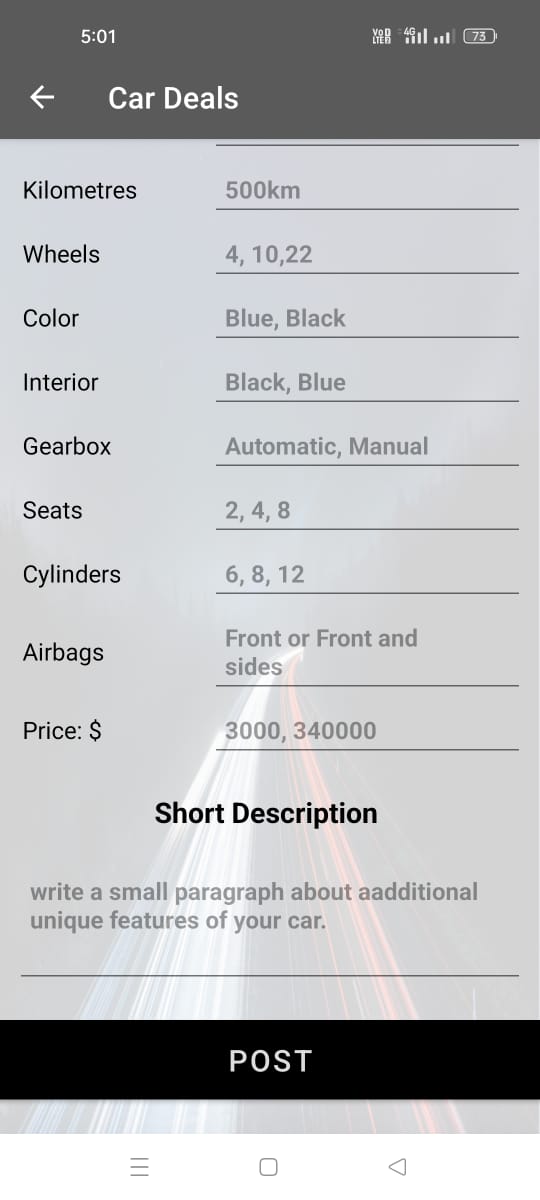 5:01
VoD LTED 4G 73
Car Deals
Kilometres 500km
Wheels 4, 10,22
Color Blue, Black
Interior Black, Blue
Gearbox Automatic, Manual
Seats 2, 4, 8
Cylinders 6, 8, 12
Airbags Front or Front and
sides
Price: $ 3000, 340000
Short Description
write a small paragraph about aadditional
unique features of your car.
POST